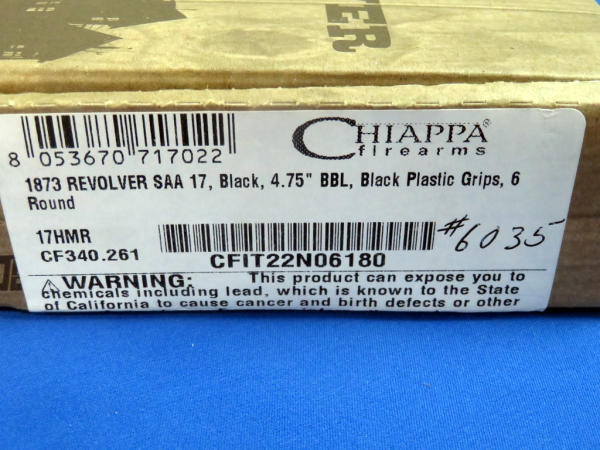 TER
CHIAPPA®
firearms
8 053670 717022
1873 REVOLVER SAA 17, Black, 4.75" BBL, Black Plastic Grips, 6
Round
17HMR
CF340.261
CFIT22N06180
#6035
⚠WARNING: This product can expose you to
chemicals including lead, which is known to the State
of California to cause cancer and birth defects or other